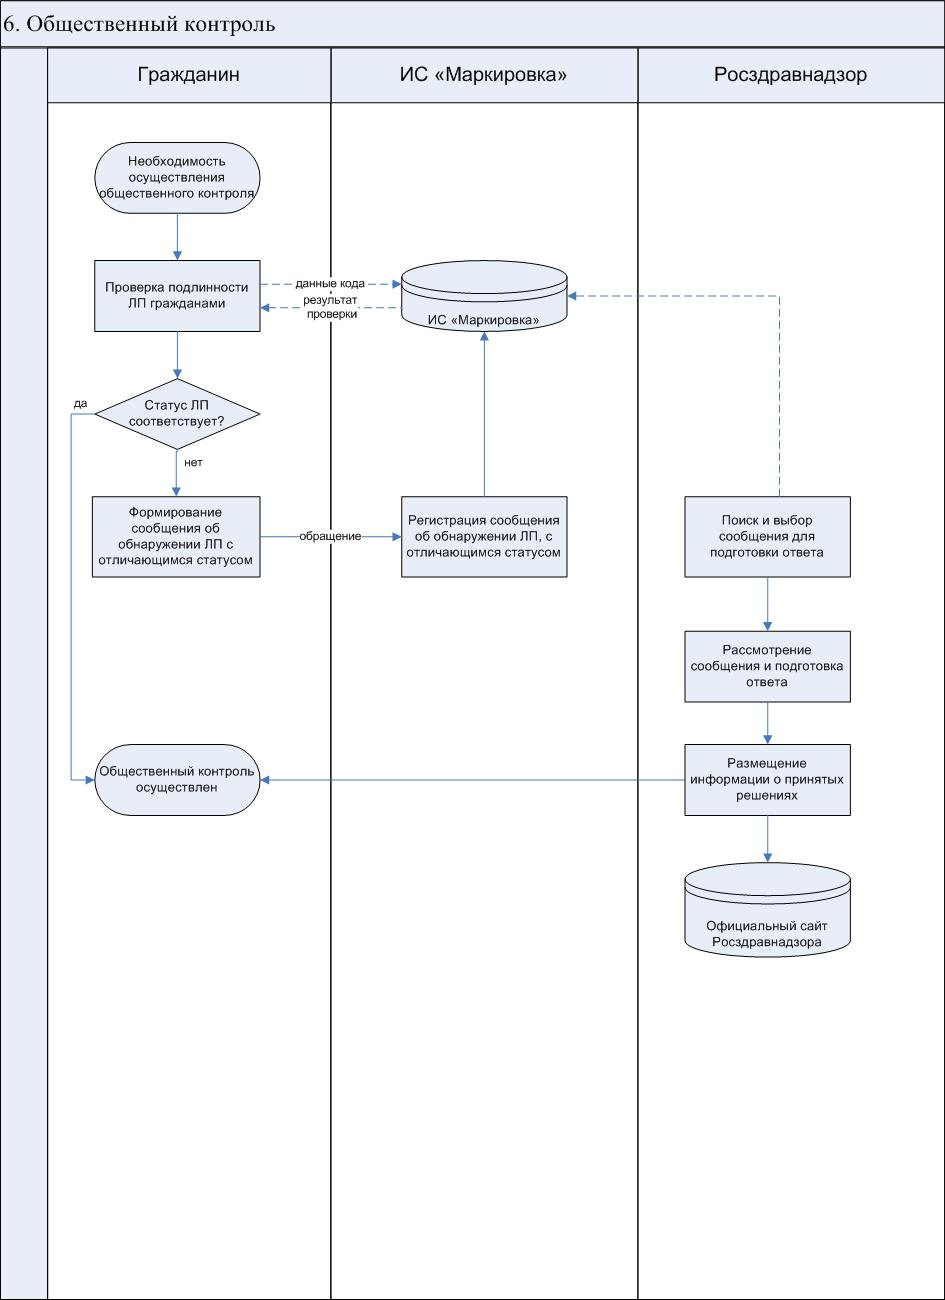 6. Общественный контроль
Гражданин
ИС «Маркировка»
Росздравнадзор
Необходимость
осуществления
общественного контроля
Проверка подлинности
ЛП гражданами
данные кода
результат
проверки
ИС «Маркировка»
да
Статус ЛП
соответствует?
нет
Формирование
сообщения об
обнаружении ЛП с
отличающимся статусом
обращение
Регистрация сообщения
об обнаружении ЛП, с
отличающимся статусом
Поиск и выбор
сообщения для
подготовки ответа
Рассмотрение
сообщения и подготовка
ответа
Общественный контроль
осуществлен
Размещение
информации о принятых
решениях
Официальный сайт
Росздравнадзора